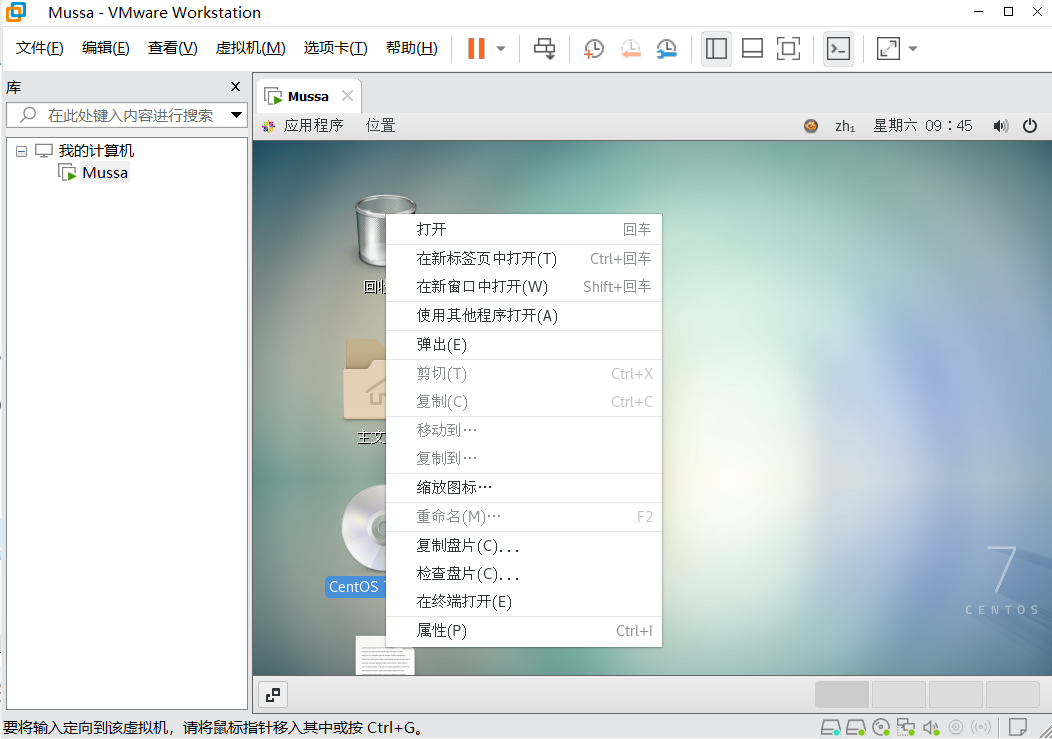 Mussa - VMware Workstation
文件(F) 编辑(E) 查看(V) 虚拟机(M) 选项卡(T) 帮助(H)
库
在此处键入内容进行搜索
我的计算机
Mussa
Mussa
应用程序 位置 zh₁ 星期六 09：45
回收
主文
CentOS 7
打开 回车
在新标签页中打开(T) Ctrl+回车
在新窗口中打开(W) Shift+回车
使用其他程序打开(A)
弹出(E)
剪切(T) Ctrl+X
复制(C) Ctrl+C
移动到…
复制到…
缩放图标…
重命名(M)… F2
复制盘片(C)...
检查盘片(C)...
在终端打开(E)
属性(P) Ctrl+I
7
CENTOS
要将输入定向到该虚拟机，请将鼠标指针移入其中或按 Ctrl+G。